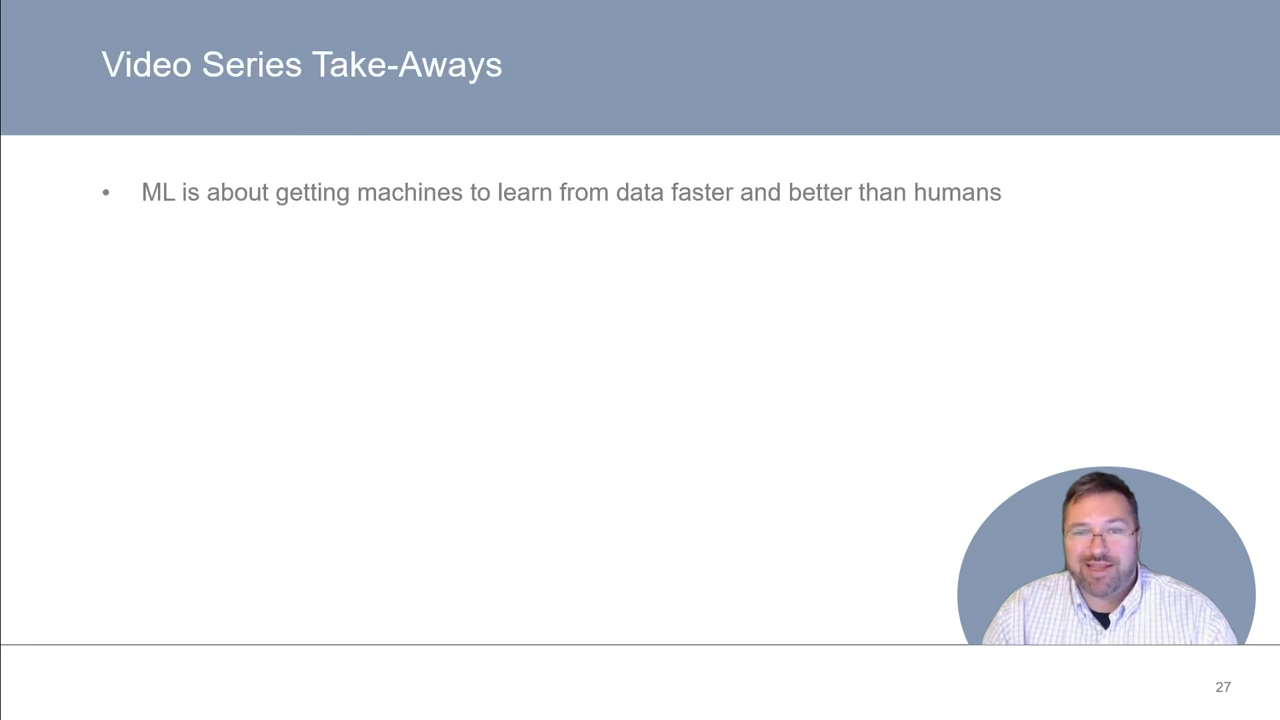 Video Series Take-Aways
• ML is about getting machines to learn from data faster and better than humans
27